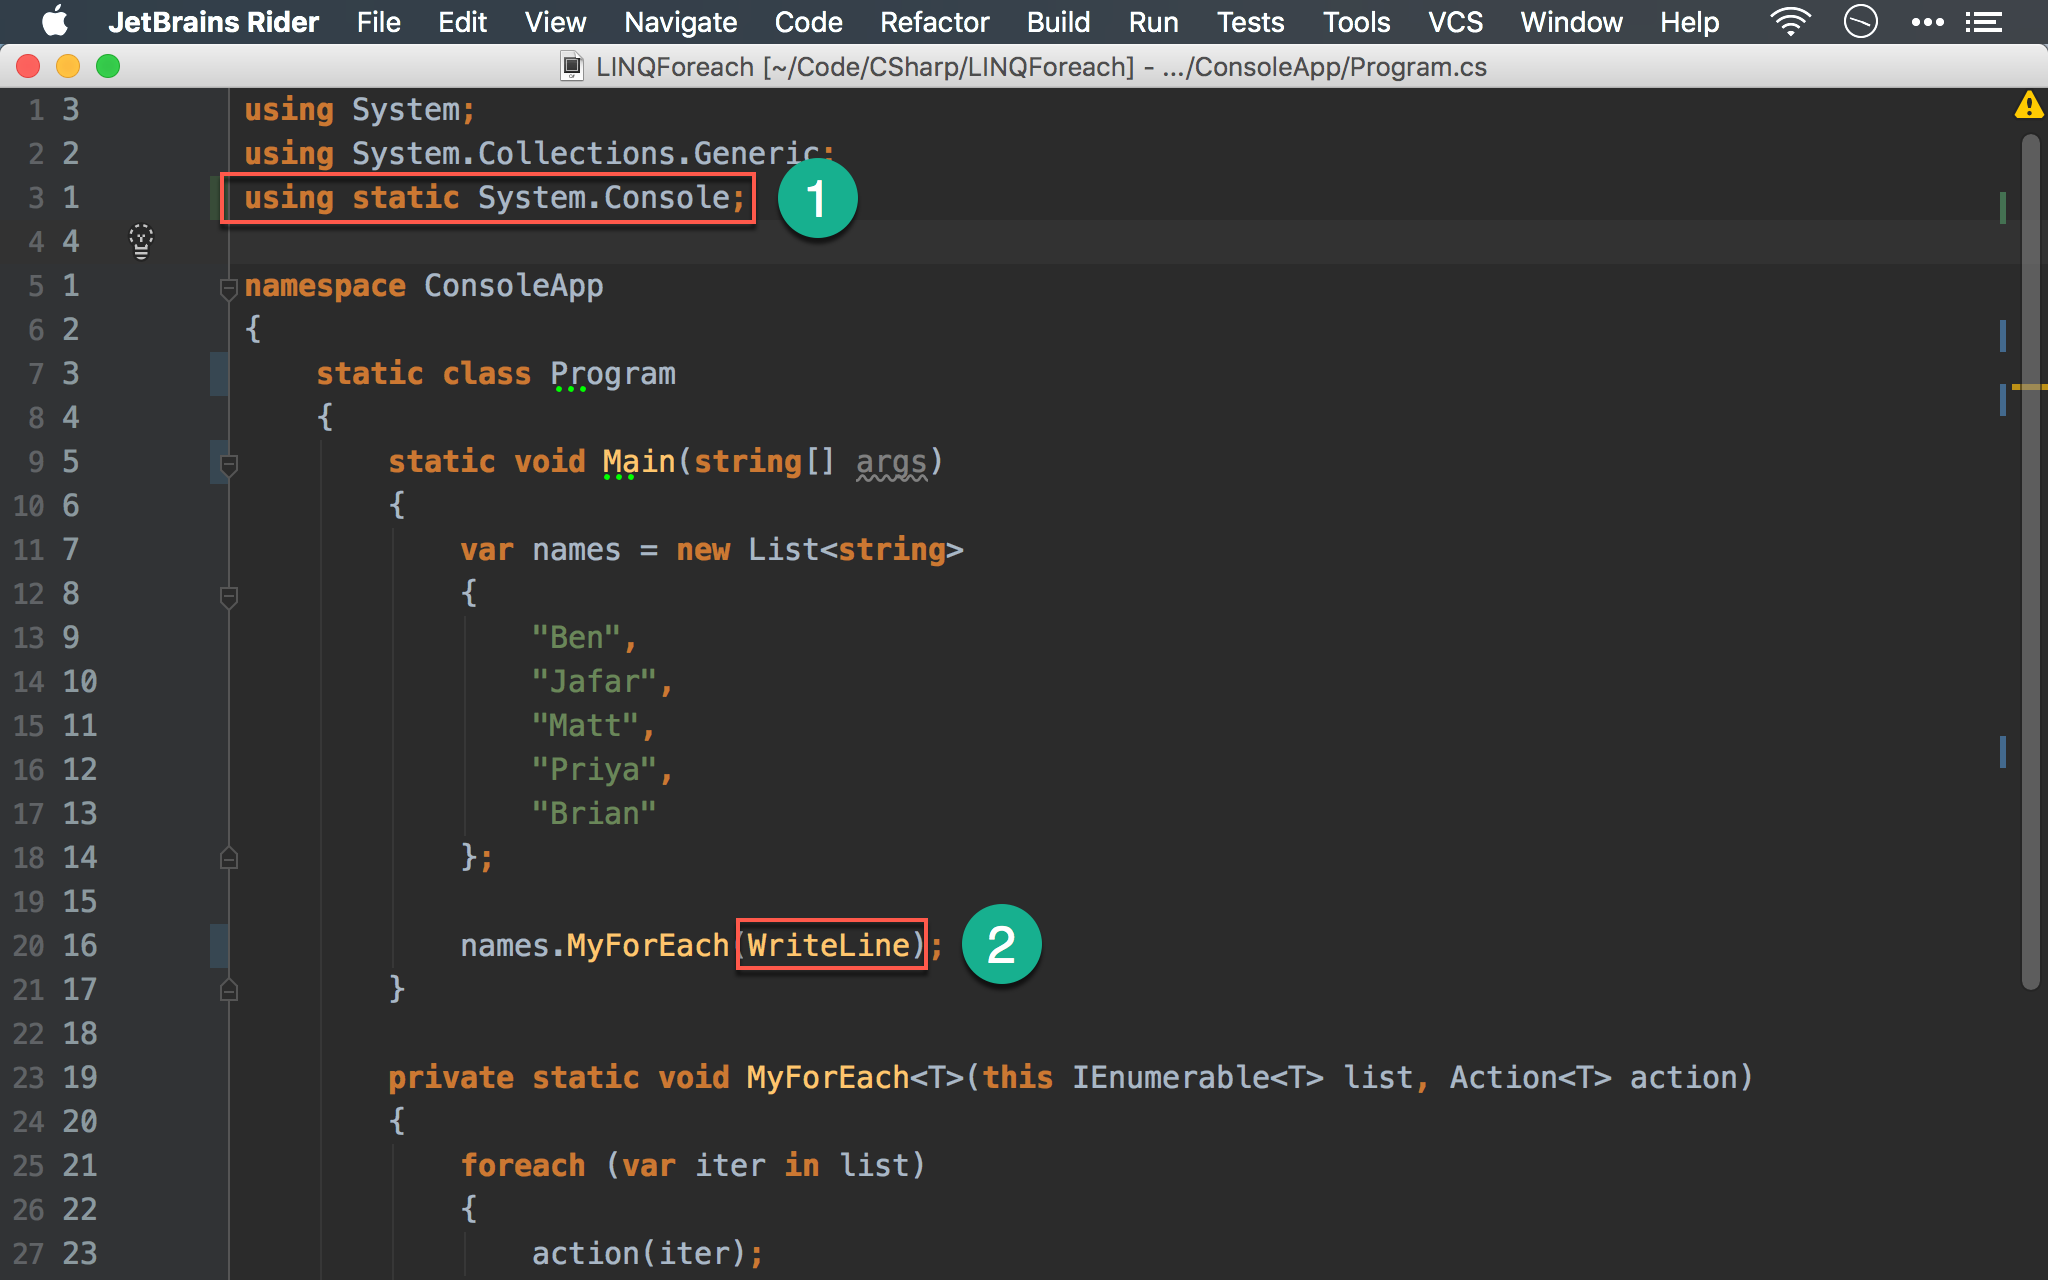 JetBrains Rider File Edit View Navigate Code Refactor Build Run Tests Tools VCS Window Help
LINQForeach [~/Code/CSharp/LINQForeach] - .../ConsoleApp/Program.cs
1 3 using System;
2 2 using System.Collections.Generic;
3 1 using static System.Console; 1
4 4
5 1 namespace ConsoleApp
6 2 {
7 3 static class Program
8 4 {
9 5 static void Main(string[] args)
10 6 {
11 7 var names = new List<string>
12 8 {
13 9 "Ben",
14 10 "Jafar",
15 11 "Matt",
16 12 "Priya",
17 13 "Brian"
18 14 };
19 15
20 16 names.MyForEach(WriteLine); 2
21 17 }
22 18
23 19 private static void MyForEach<T>(this IEnumerable<T> list, Action<T> action)
24 20 {
25 21 foreach (var iter in list)
26 22 {
27 23 action(iter);